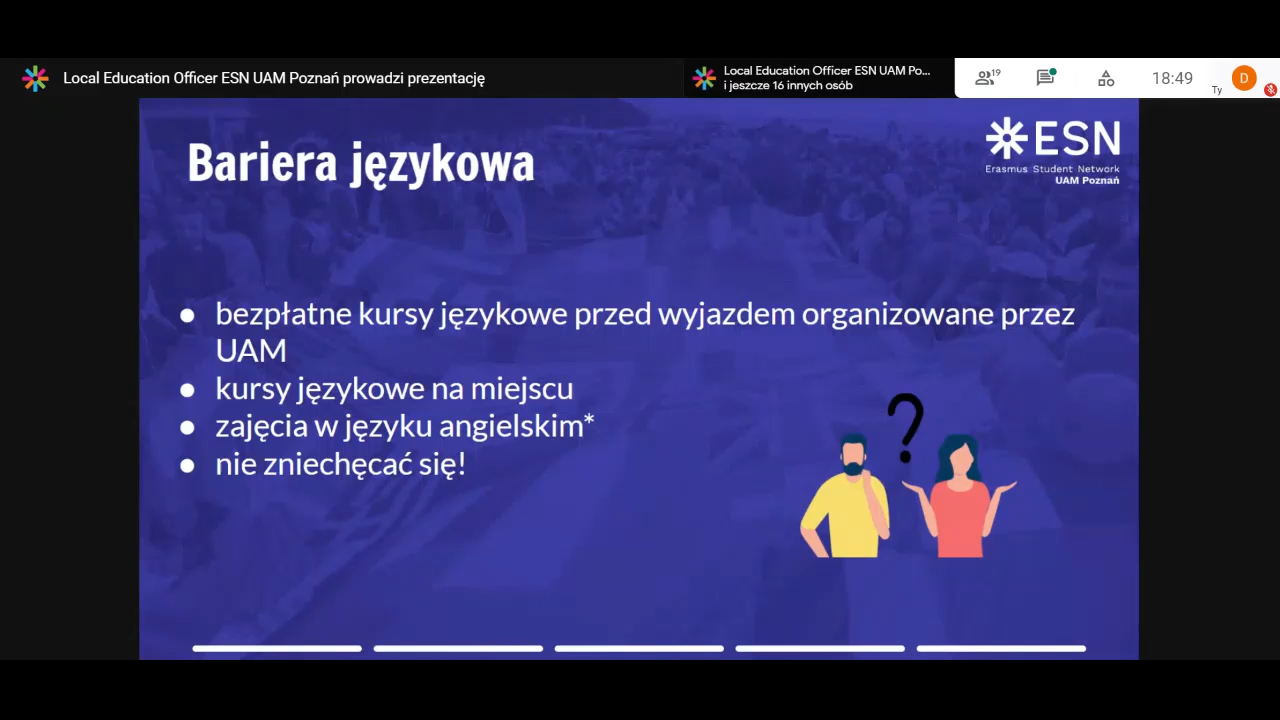 Local Education Officer ESN UAM Poznań prowadzi prezentację
Local Education Officer ESN UAM Po...
i jeszcze 16 innych osób
19
18:49
Ty
D
Bariera językowa
ESN
Erasmus Student Network
UAM Poznań
● bezpłatne kursy językowe przed wyjazdem organizowane przez
UAM
● kursy językowe na miejscu
● zajęcia w języku angielskim*
● nie zniechęcać się!
?